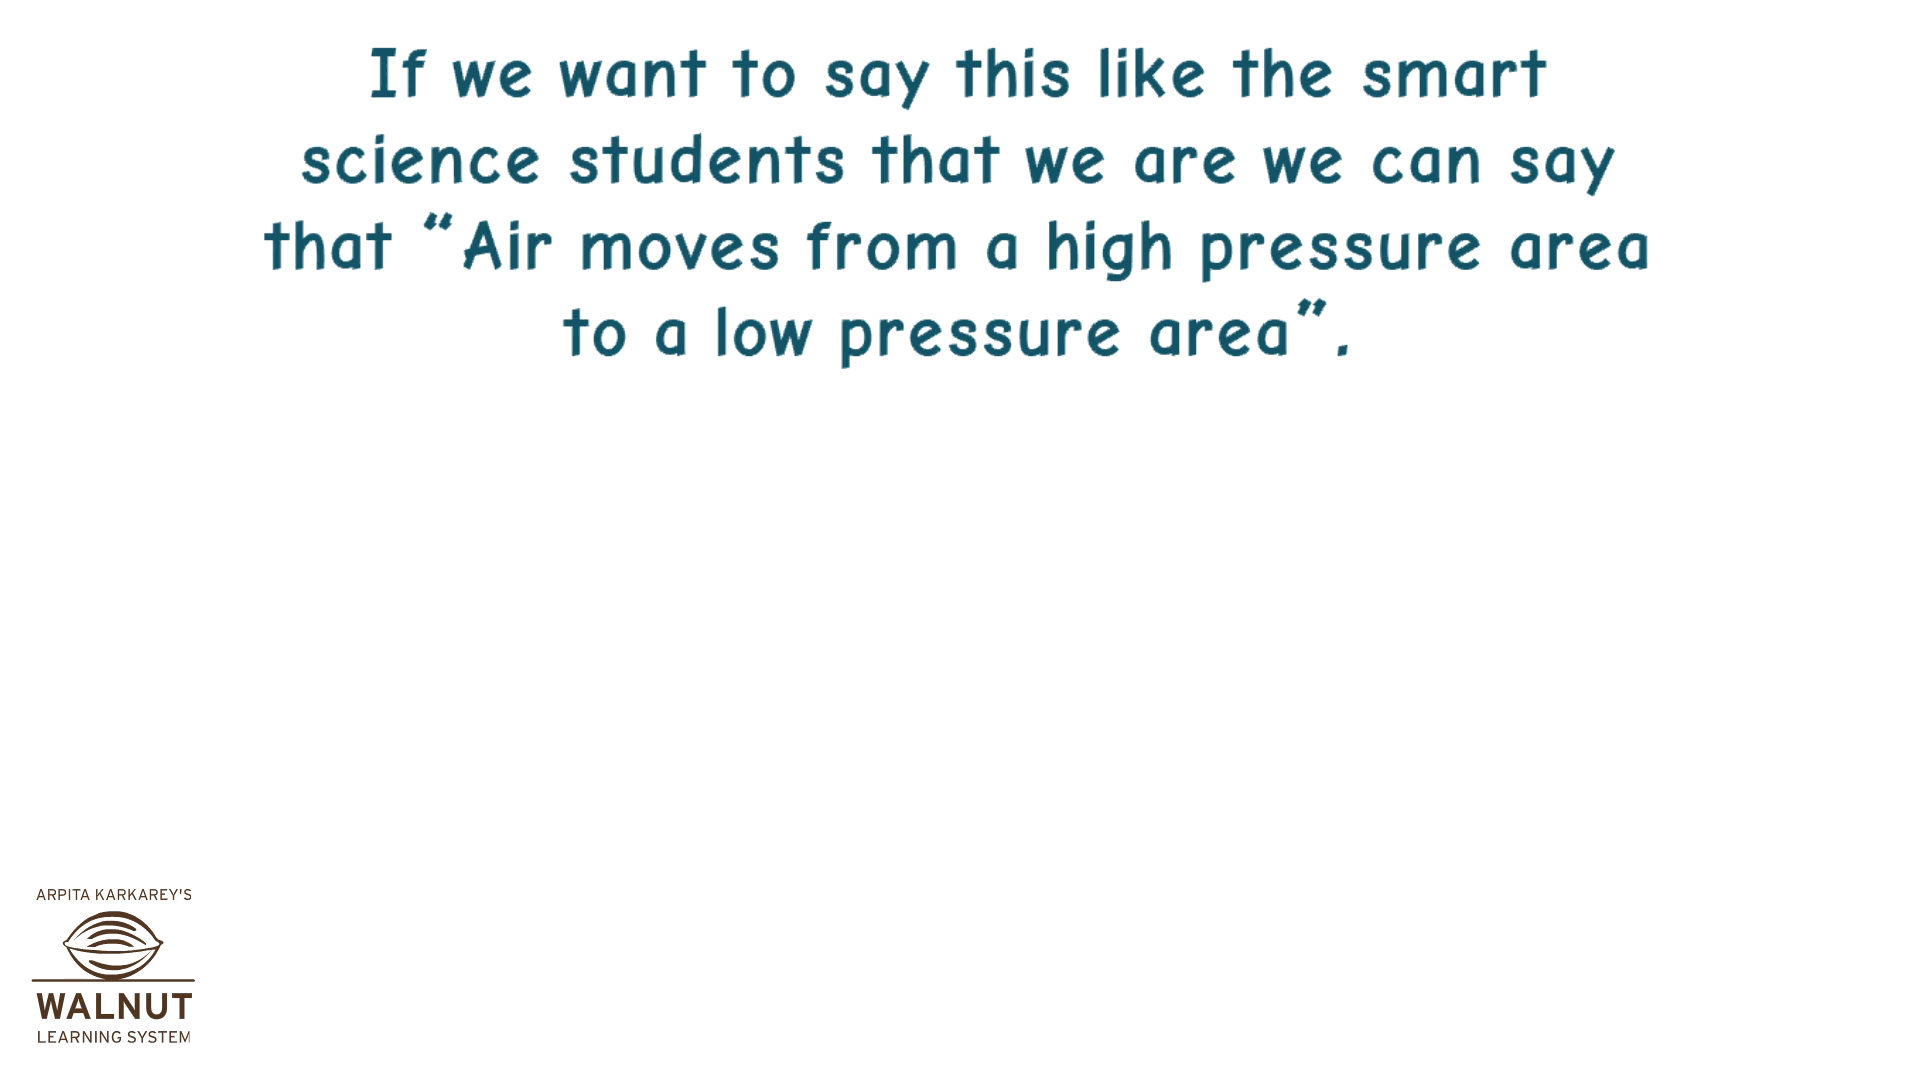 If we want to say this like the smart
science students that we are we can say
that “Air moves from a high pressure area
to a low pressure area”.
ARPITA KARKAREY'S
WALNUT
LEARNING SYSTEM